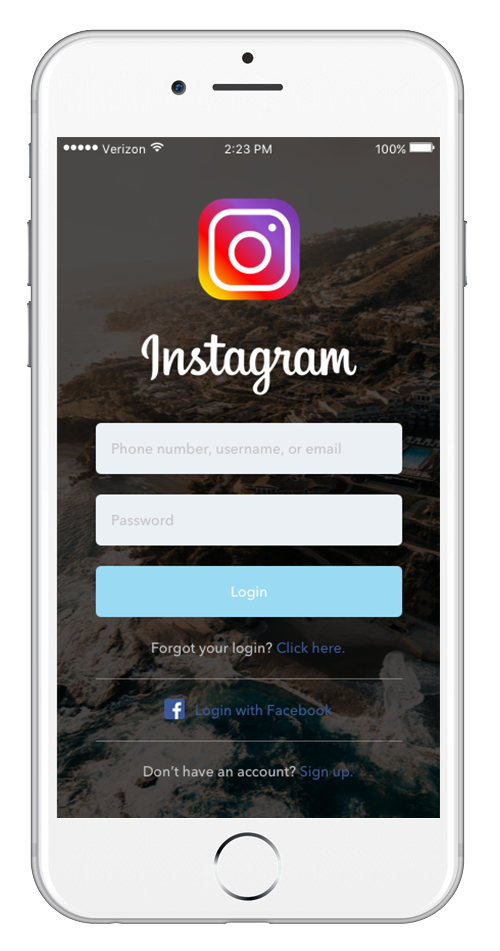 Verizon 2:23 PM 100%
Instagram
Phone number, username, or email
Password
Login
Forgot your login? Click here.
Login with Facebook
Don't have an account? Sign up.